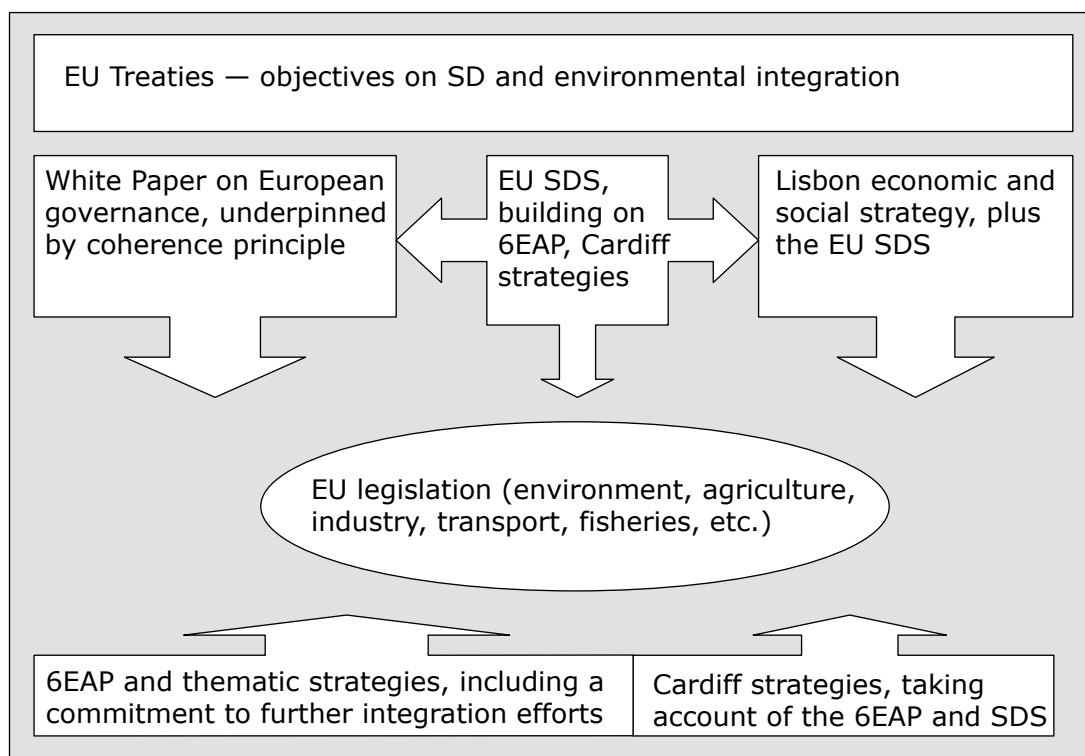 EU Treaties — objectives on SD and environmental integration
White Paper on European
governance, underpinned
by coherence principle
EU SDS,
building on
6EAP, Cardiff
strategies
Lisbon economic and
social strategy, plus
the EU SDS
EU legislation (environment, agriculture,
industry, transport, fisheries, etc.)
6EAP and thematic strategies, including a
commitment to further integration efforts
Cardiff strategies, taking
account of the 6EAP and SDS